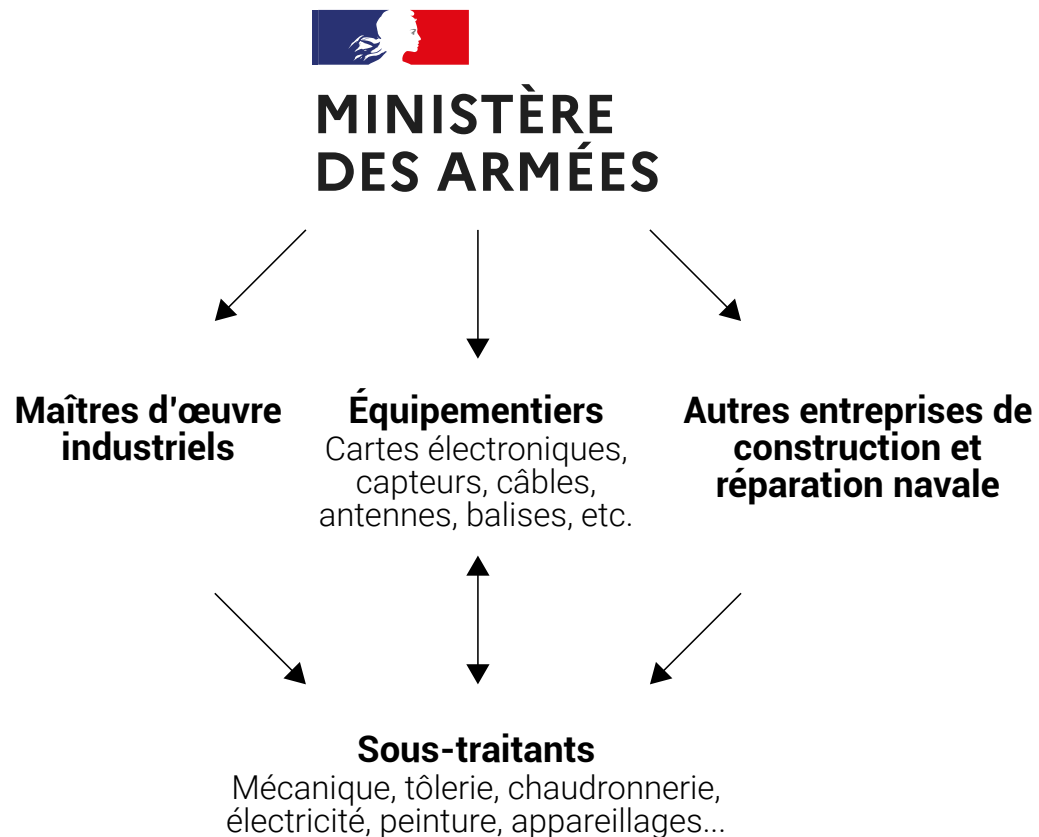 MINISTÈRE
DES ARMÉES
Maîtres d'œuvre
industriels
Équipementiers
Cartes électroniques,
capteurs, câbles,
antennes, balises, etc.
Autres entreprises de
construction et
réparation navale
Sous-traitants
Mécanique, tôlerie, chaudronnerie,
électricité, peinture, appareillages...